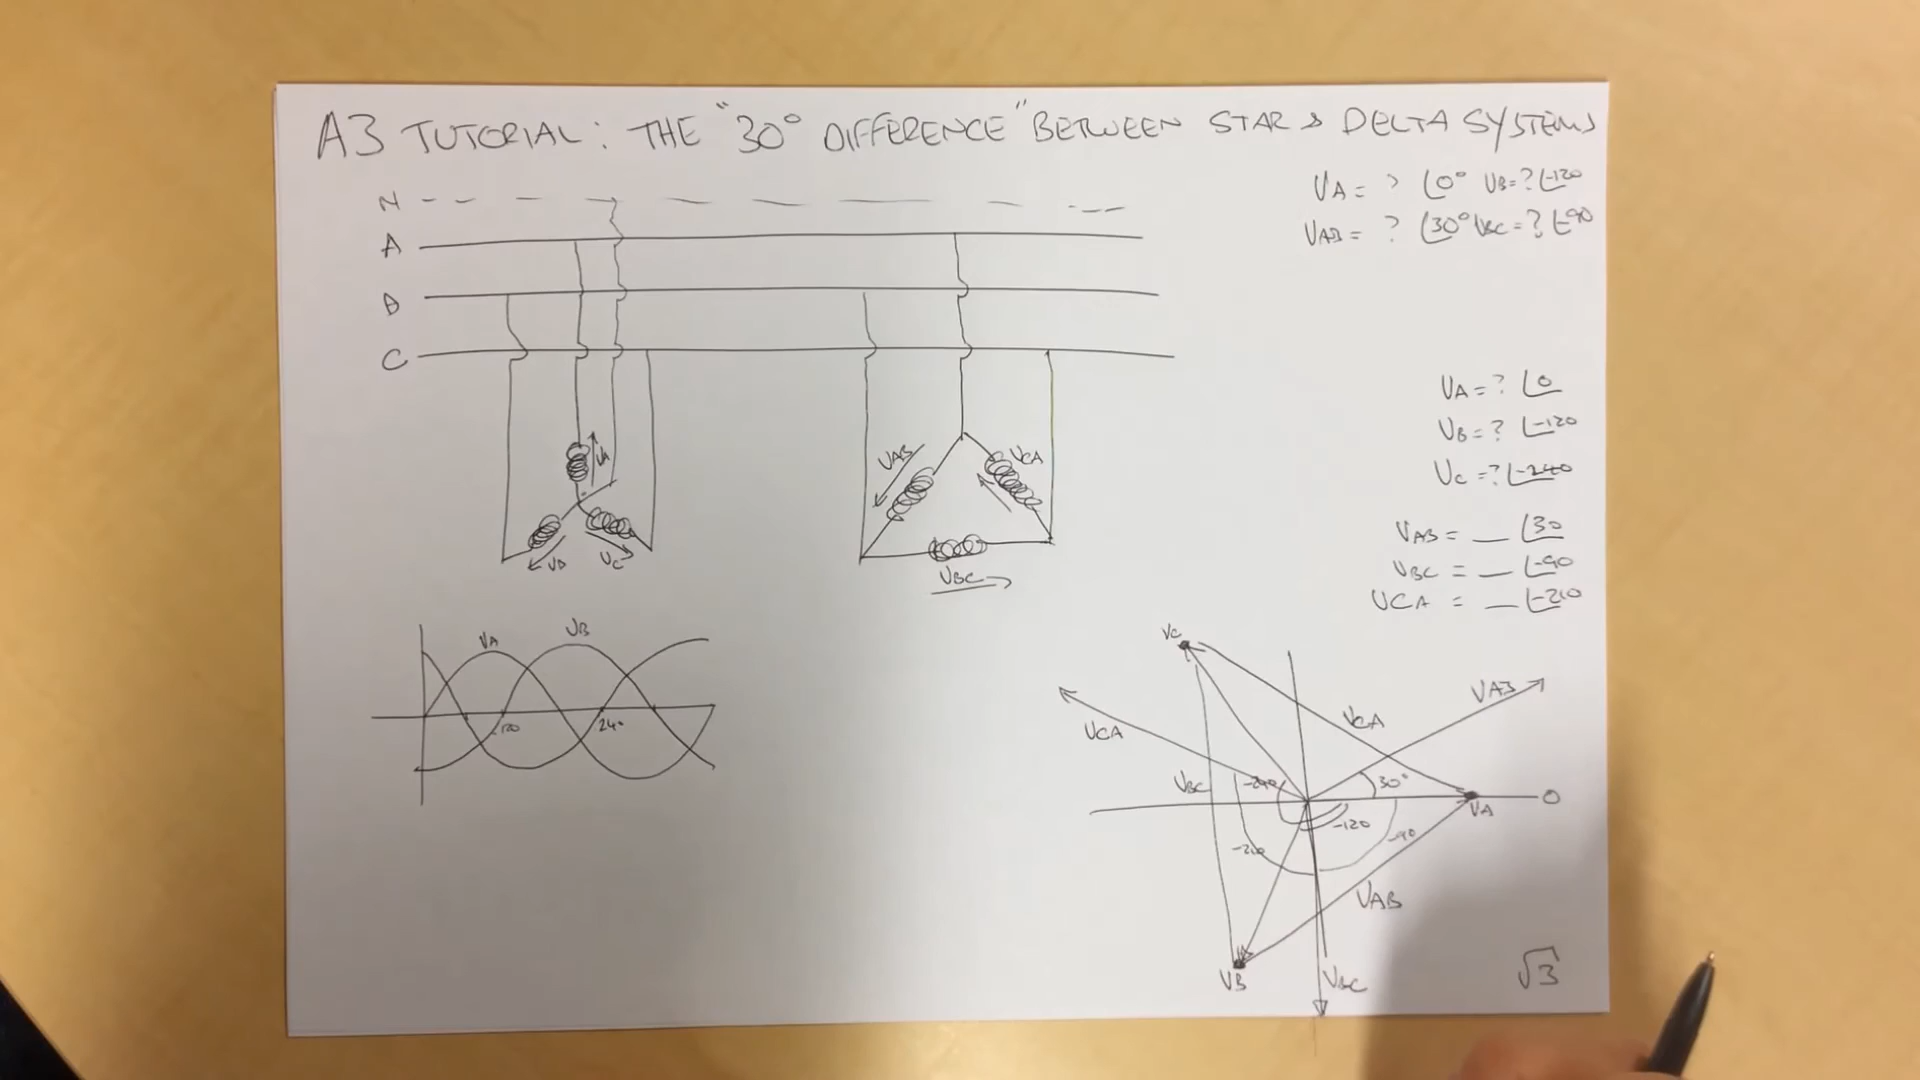 A3 TUTORIAL: THE "30° DIFFERENCE" BETWEEN STAR & DELTA SYSTEMS
VA = ? ∠0° VB = ? ∠-120
VAB = ? ∠30° VBC = ? ∠-90
N
A
B
C
VA
VB
VC
VAB
VCA
VBC
VA = ? ∠0
VB = ? ∠-120
VC = ? ∠-240
VAB = __ ∠30
VBC = __ ∠-90
VCA = __ ∠-210
VA
VB
120
240
VC
VAB
VCA
VCA
VBC
-240
30°
0
VA
-120
-90
-210
VAB
VB
VBC
√3